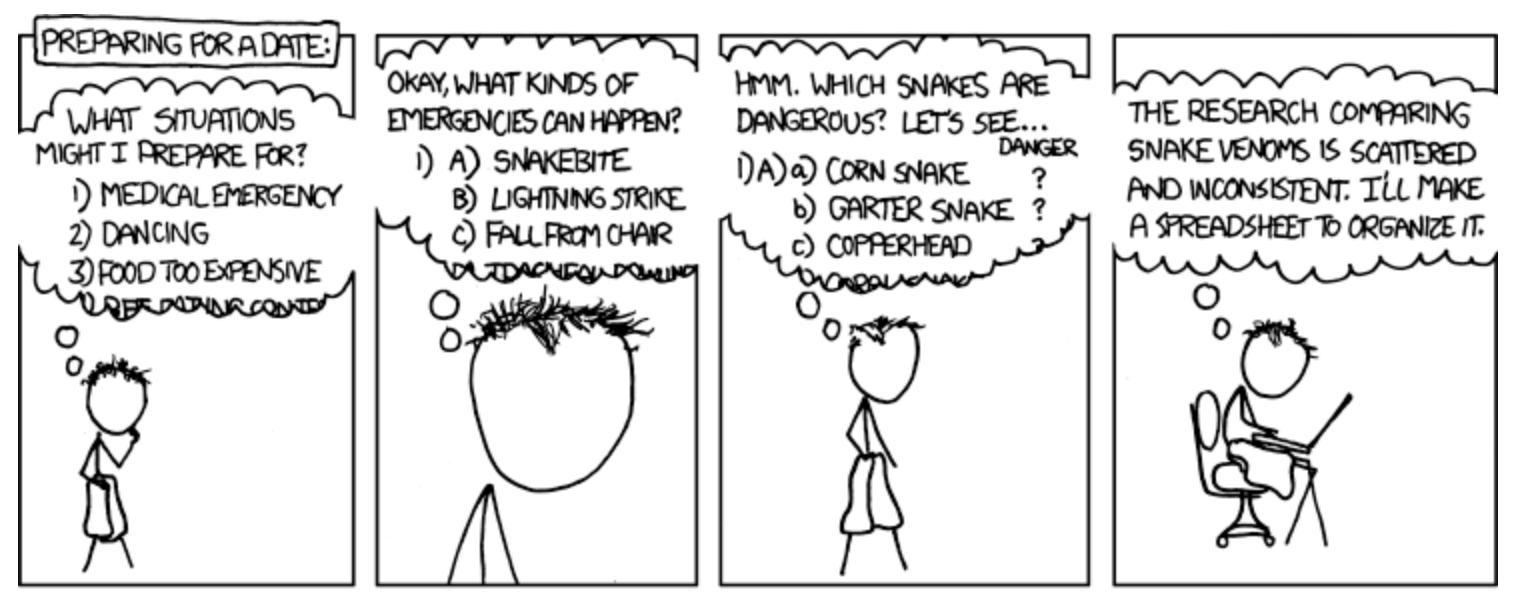 PREPARING FOR A DATE:
WHAT SITUATIONS
MIGHT I PREPARE FOR?
1) MEDICAL EMERGENCY
2) DANCING
3) FOOD TOO EXPENSIVE
OKAY, WHAT KINDS OF
EMERGENCIES CAN HAPPEN?
1) A) SNAKEBITE
B) LIGHTNING STRIKE
C) FALL FROM CHAIR
HMM. WHICH SNAKES ARE
DANGEROUS? LET'S SEE...
DANGER
1) A) a) CORN SNAKE ?
b) GARTER SNAKE ?
c) COPPERHEAD ?
THE RESEARCH COMPARING
SNAKE VENOMS IS SCATTERED
AND INCONSISTENT. I'LL MAKE
A SPREADSHEET TO ORGANIZE IT.